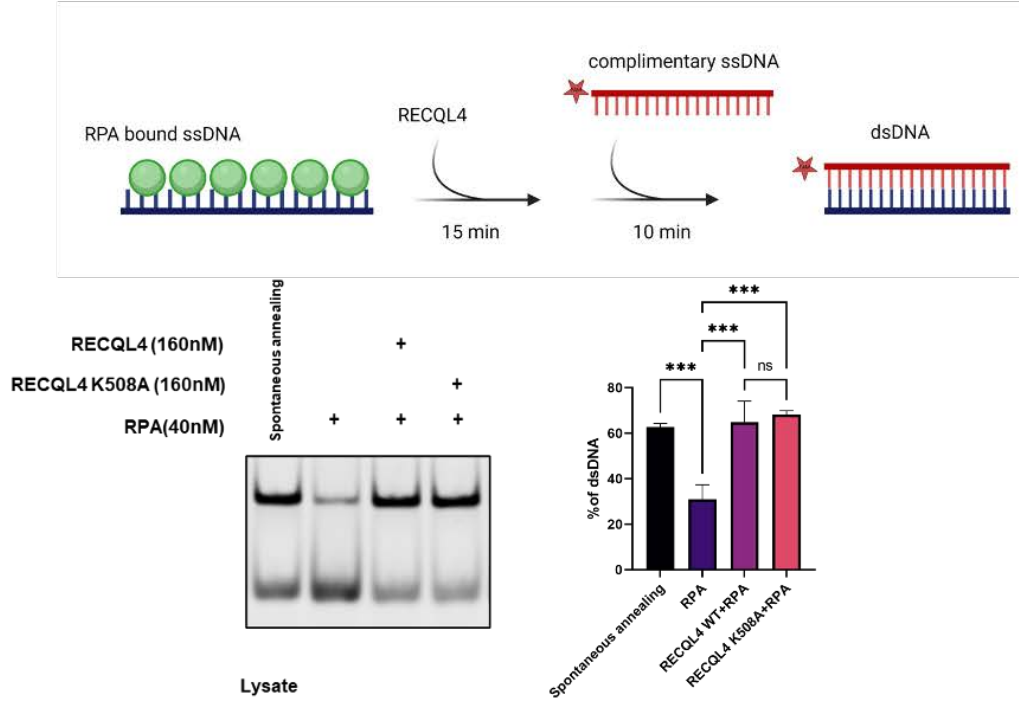 complimentary ssDNA
RECQL4
RPA bound ssDNA
dsDNA
15 min
10 min
Spontaneous annealing
RECQL4 (160nM) +
RECQL4 K508A (160nM) +
RPA(40nM) + + +
Lysate
***
***
***
ns
80
60
40
20
0
% of dsDNA
Spontaneous annealing
RPA
RECQL4 WT+RPA
RECQL4 K508A+RPA